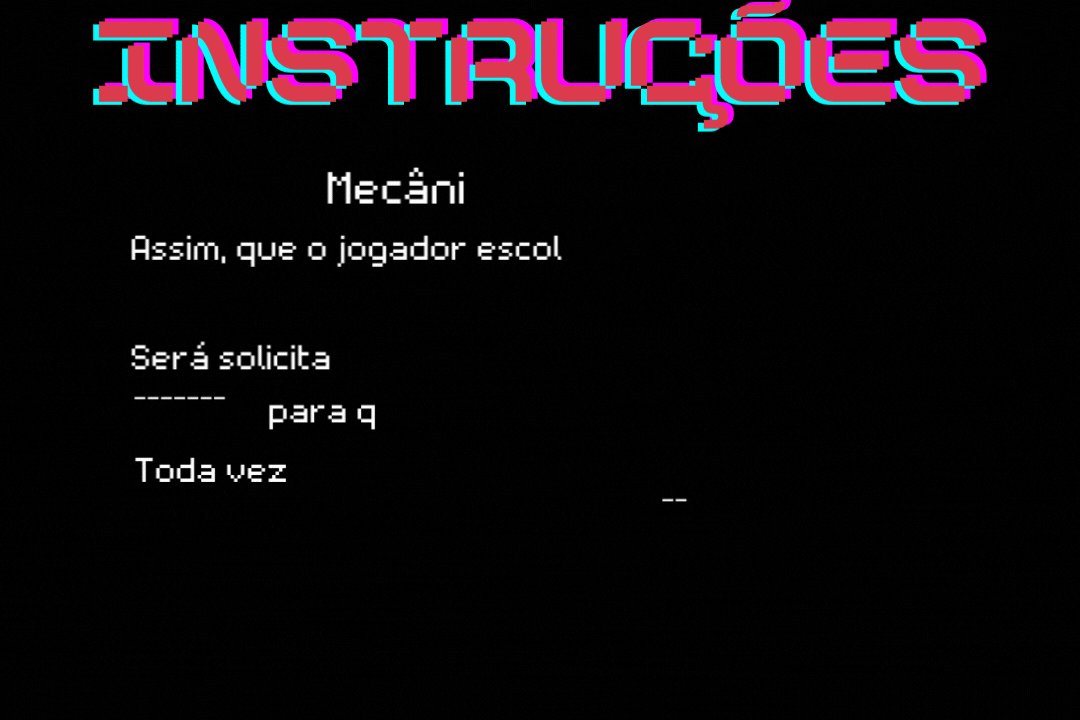 INSTRUÇÕES
Mecâni
Assim, que o jogador escol
Será solicita
-------
para q
Toda vez
--